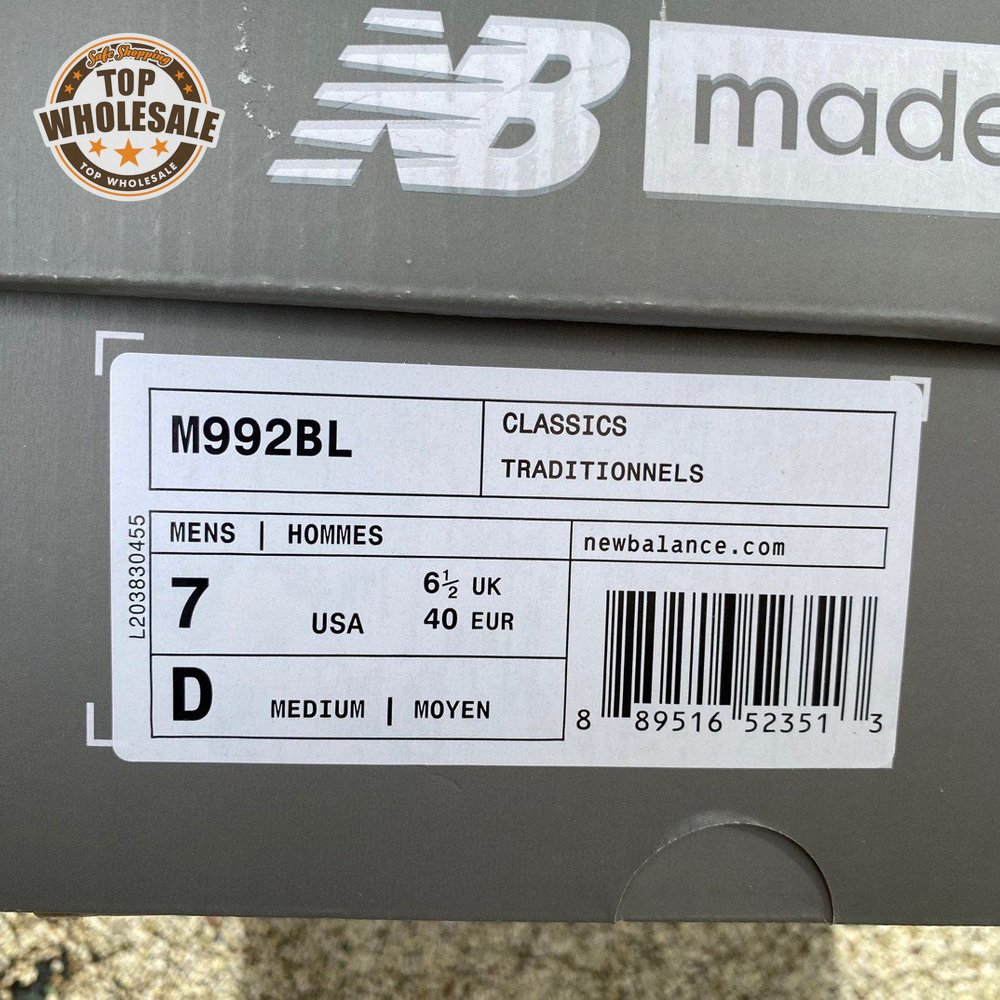 Safe Shopping
TOP
WHOLESALE
TOP WHOLESALE
NB
made
M992BL
CLASSICS
TRADITIONNELS
L203830455
MENS | HOMMES
newbalance.com
7 USA
6½ UK
40 EUR
D MEDIUM | MOYEN
8 89516 52351 3